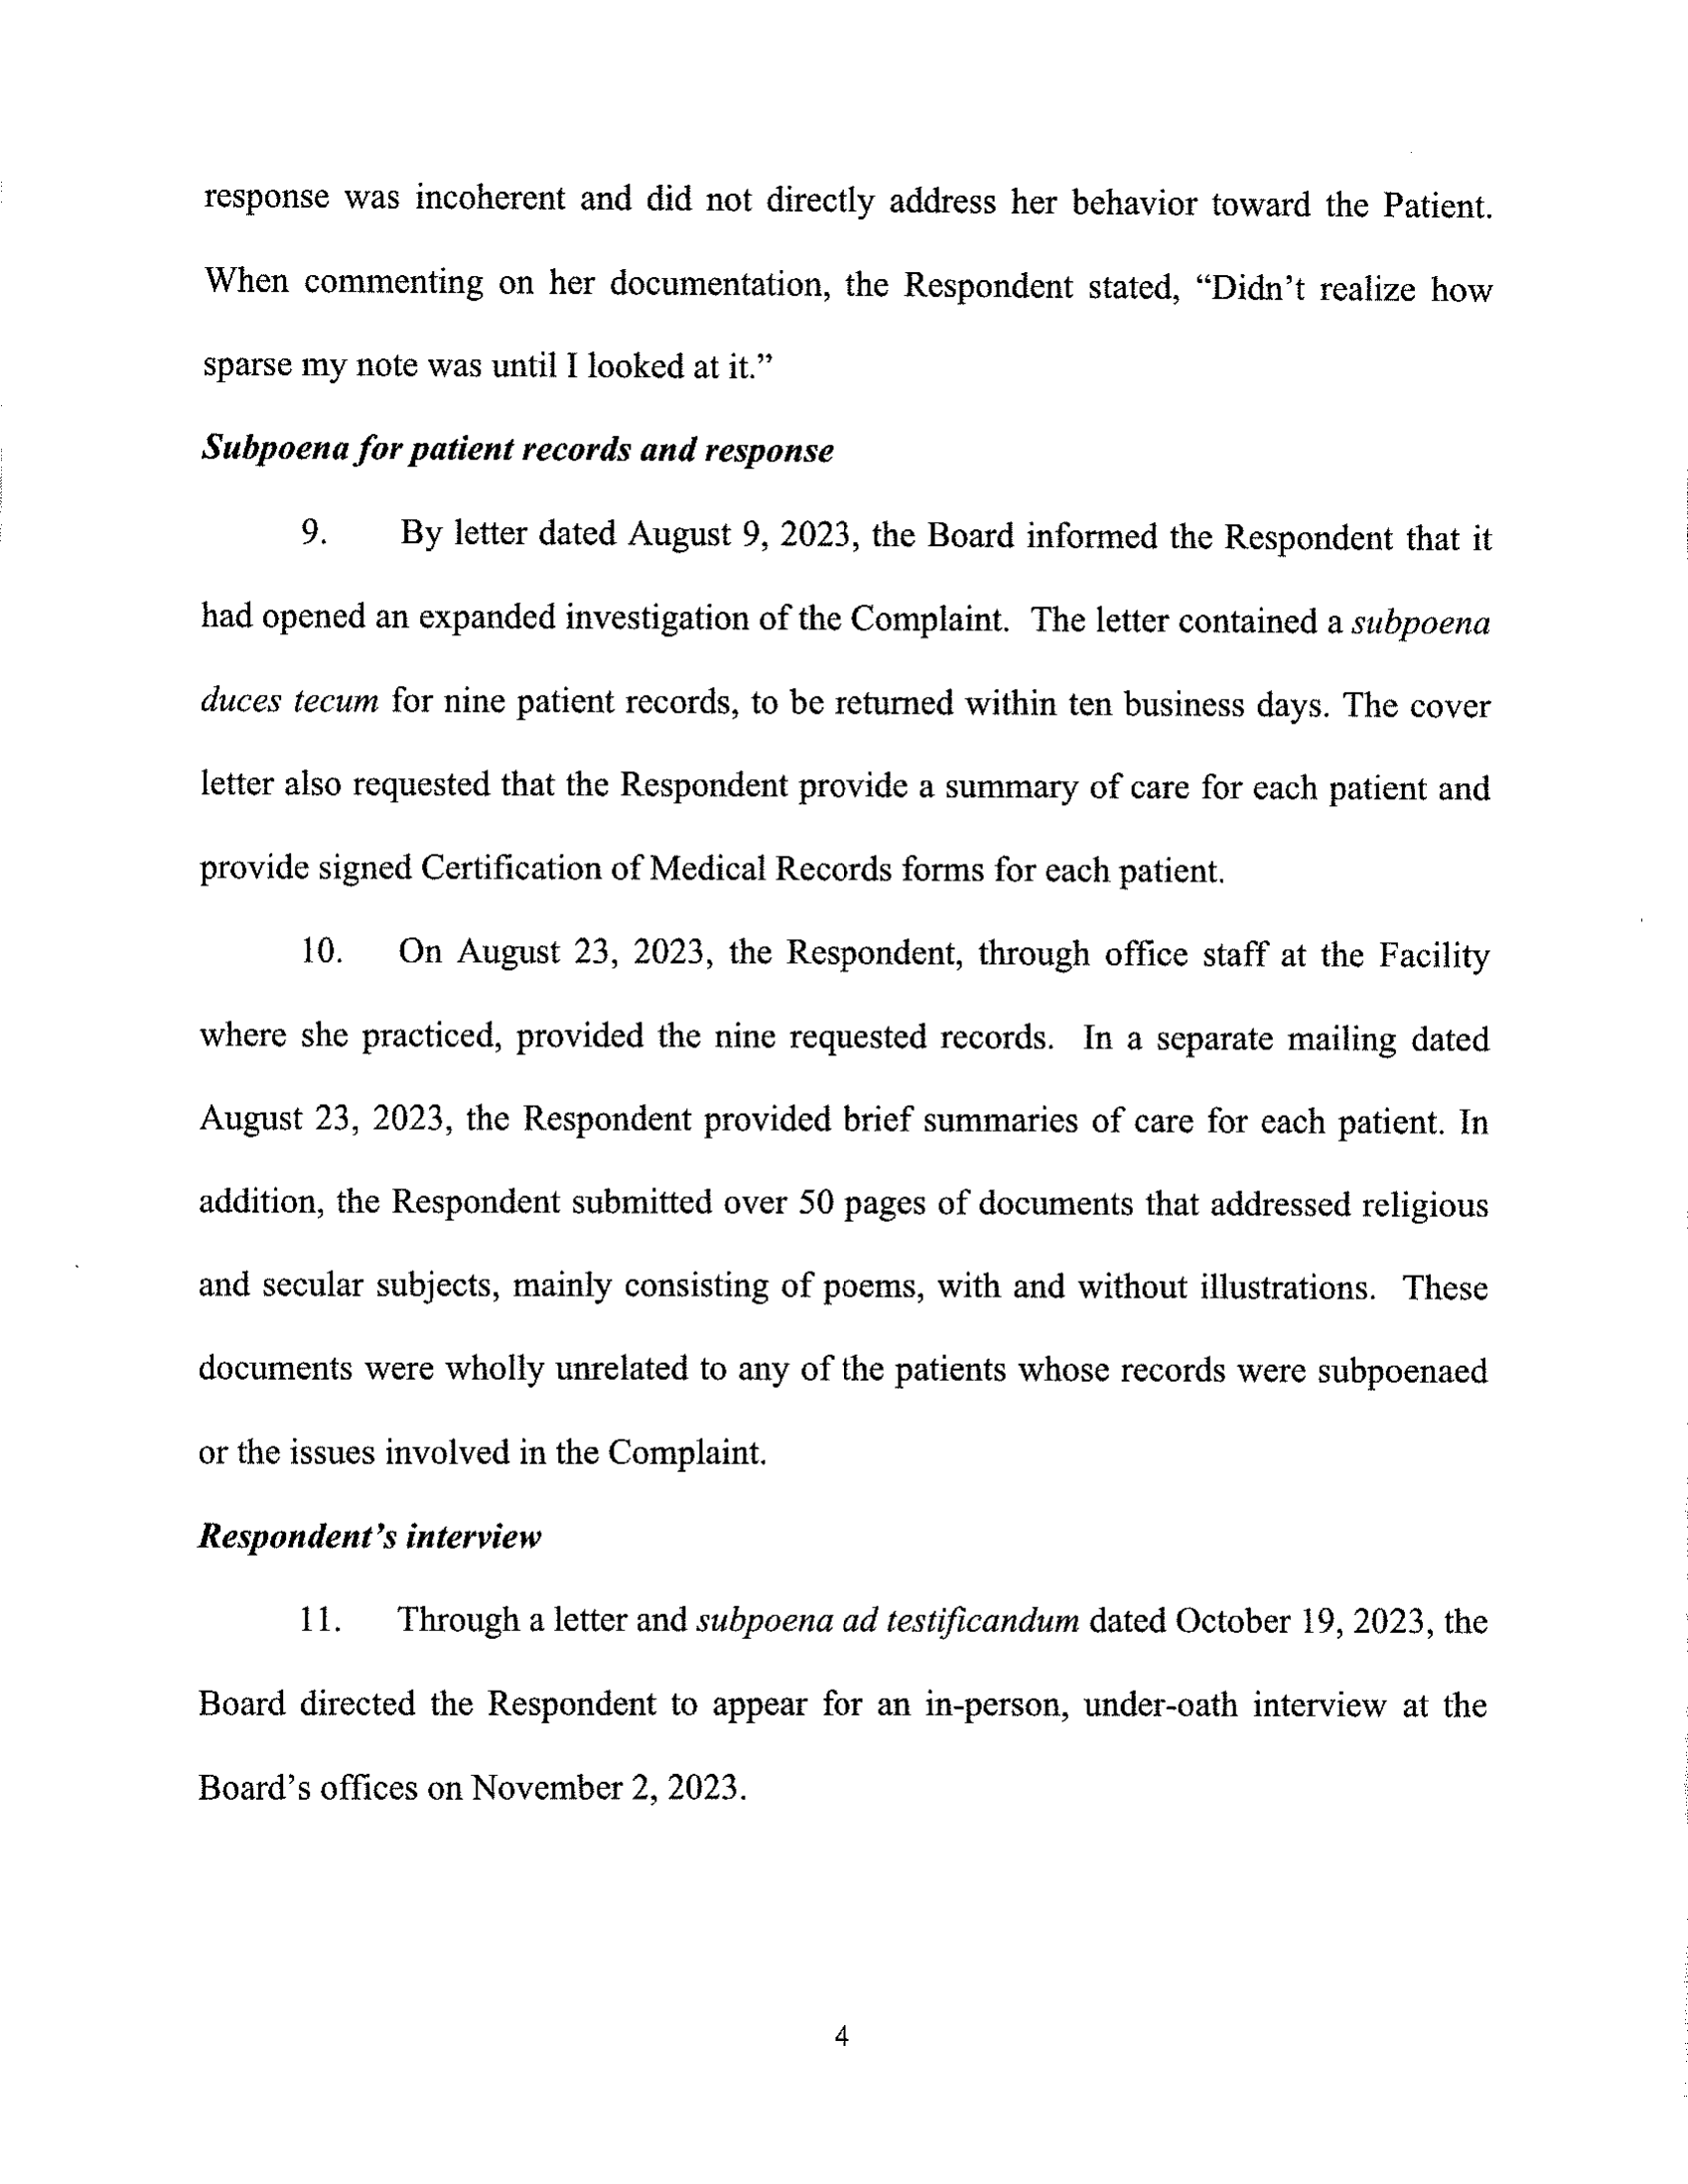 response was incoherent and did not directly address her behavior toward the Patient.
When commenting on her documentation, the Respondent stated, “Didn’t realize how
sparse my note was until I looked at it.”
Subpoena for patient records and response
9. By letter dated August 9, 2023, the Board informed the Respondent that it
had opened an expanded investigation of the Complaint. The letter contained a subpoena
duces tecum for nine patient records, to be returned within ten business days. The cover
letter also requested that the Respondent provide a summary of care for each patient and
provide signed Certification of Medical Records forms for each patient.
10. On August 23, 2023, the Respondent, through office staff at the Facility
where she practiced, provided the nine requested records. In a separate mailing dated
August 23, 2023, the Respondent provided brief summaries of care for each patient. In
addition, the Respondent submitted over 50 pages of documents that addressed religious
and secular subjects, mainly consisting of poems, with and without illustrations. These
documents were wholly unrelated to any of the patients whose records were subpoenaed
or the issues involved in the Complaint.
Respondent’s interview
11. Through a letter and subpoena ad testificandum dated October 19, 2023, the
Board directed the Respondent to appear for an in-person, under-oath interview at the
Board’s offices on November 2, 2023.
4